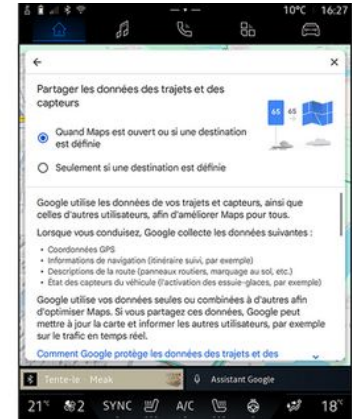 10°C 16:27
Partager les données des trajets et des
capteurs
65 65
Quand Maps est ouvert ou si une destination
est définie
Seulement si une destination est définie
Google utilise les données de vos trajets et capteurs, ainsi que
celles d'autres utilisateurs, afin d'améliorer Maps pour tous.
Lorsque vous conduisez, Google collecte les données suivantes :
• Coordonnées GPS
• Informations de navigation (itinéraire suivi, par exemple)
• Descriptions de la route (panneaux routiers, marquage au sol, etc.)
• État des capteurs du véhicule (l'activation des essuie-glaces, par exemple)
Google utilise vos données seules ou combinées à d'autres afin
d'optimiser Maps. Si vous partagez ces données, Google peut
mettre à jour la carte et informer les autres utilisateurs, par exemple
sur le trafic en temps réel.
Comment Google protège les données des trajets et des
Tente-le · Meak Assistant Google
21° 2 SYNC A/C 18°